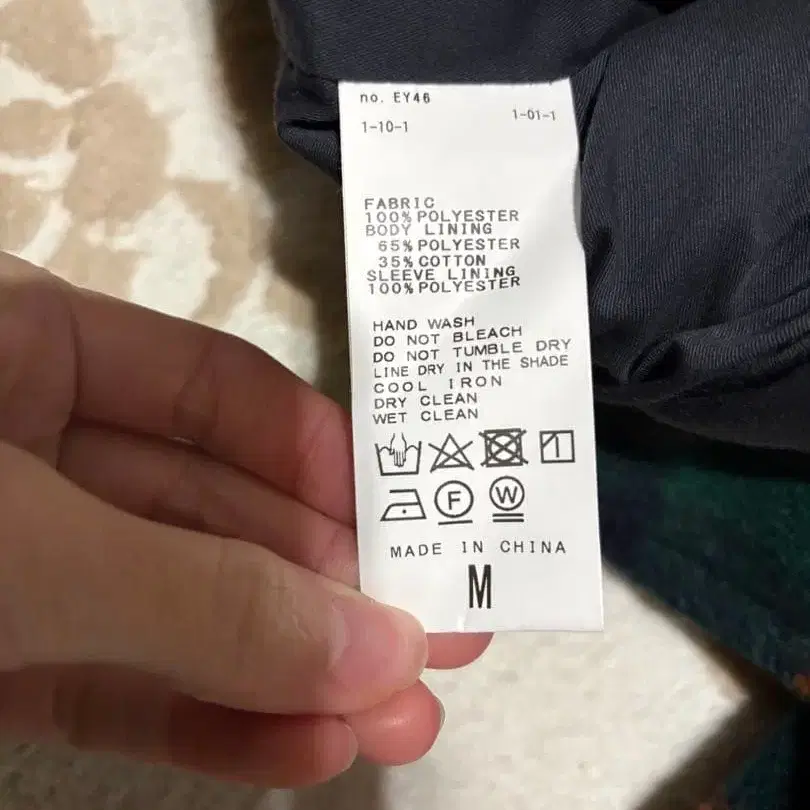 no. EY46
1-10-1 1-01-1
FABRIC
100% POLYESTER
BODY LINING
65% POLYESTER
35% COTTON
SLEEVE LINING
100% POLYESTER
HAND WASH
DO NOT BLEACH
DO NOT TUMBLE DRY
LINE DRY IN THE SHADE
COOL IRON
DRY CLEAN
WET CLEAN
F W
MADE IN CHINA
M